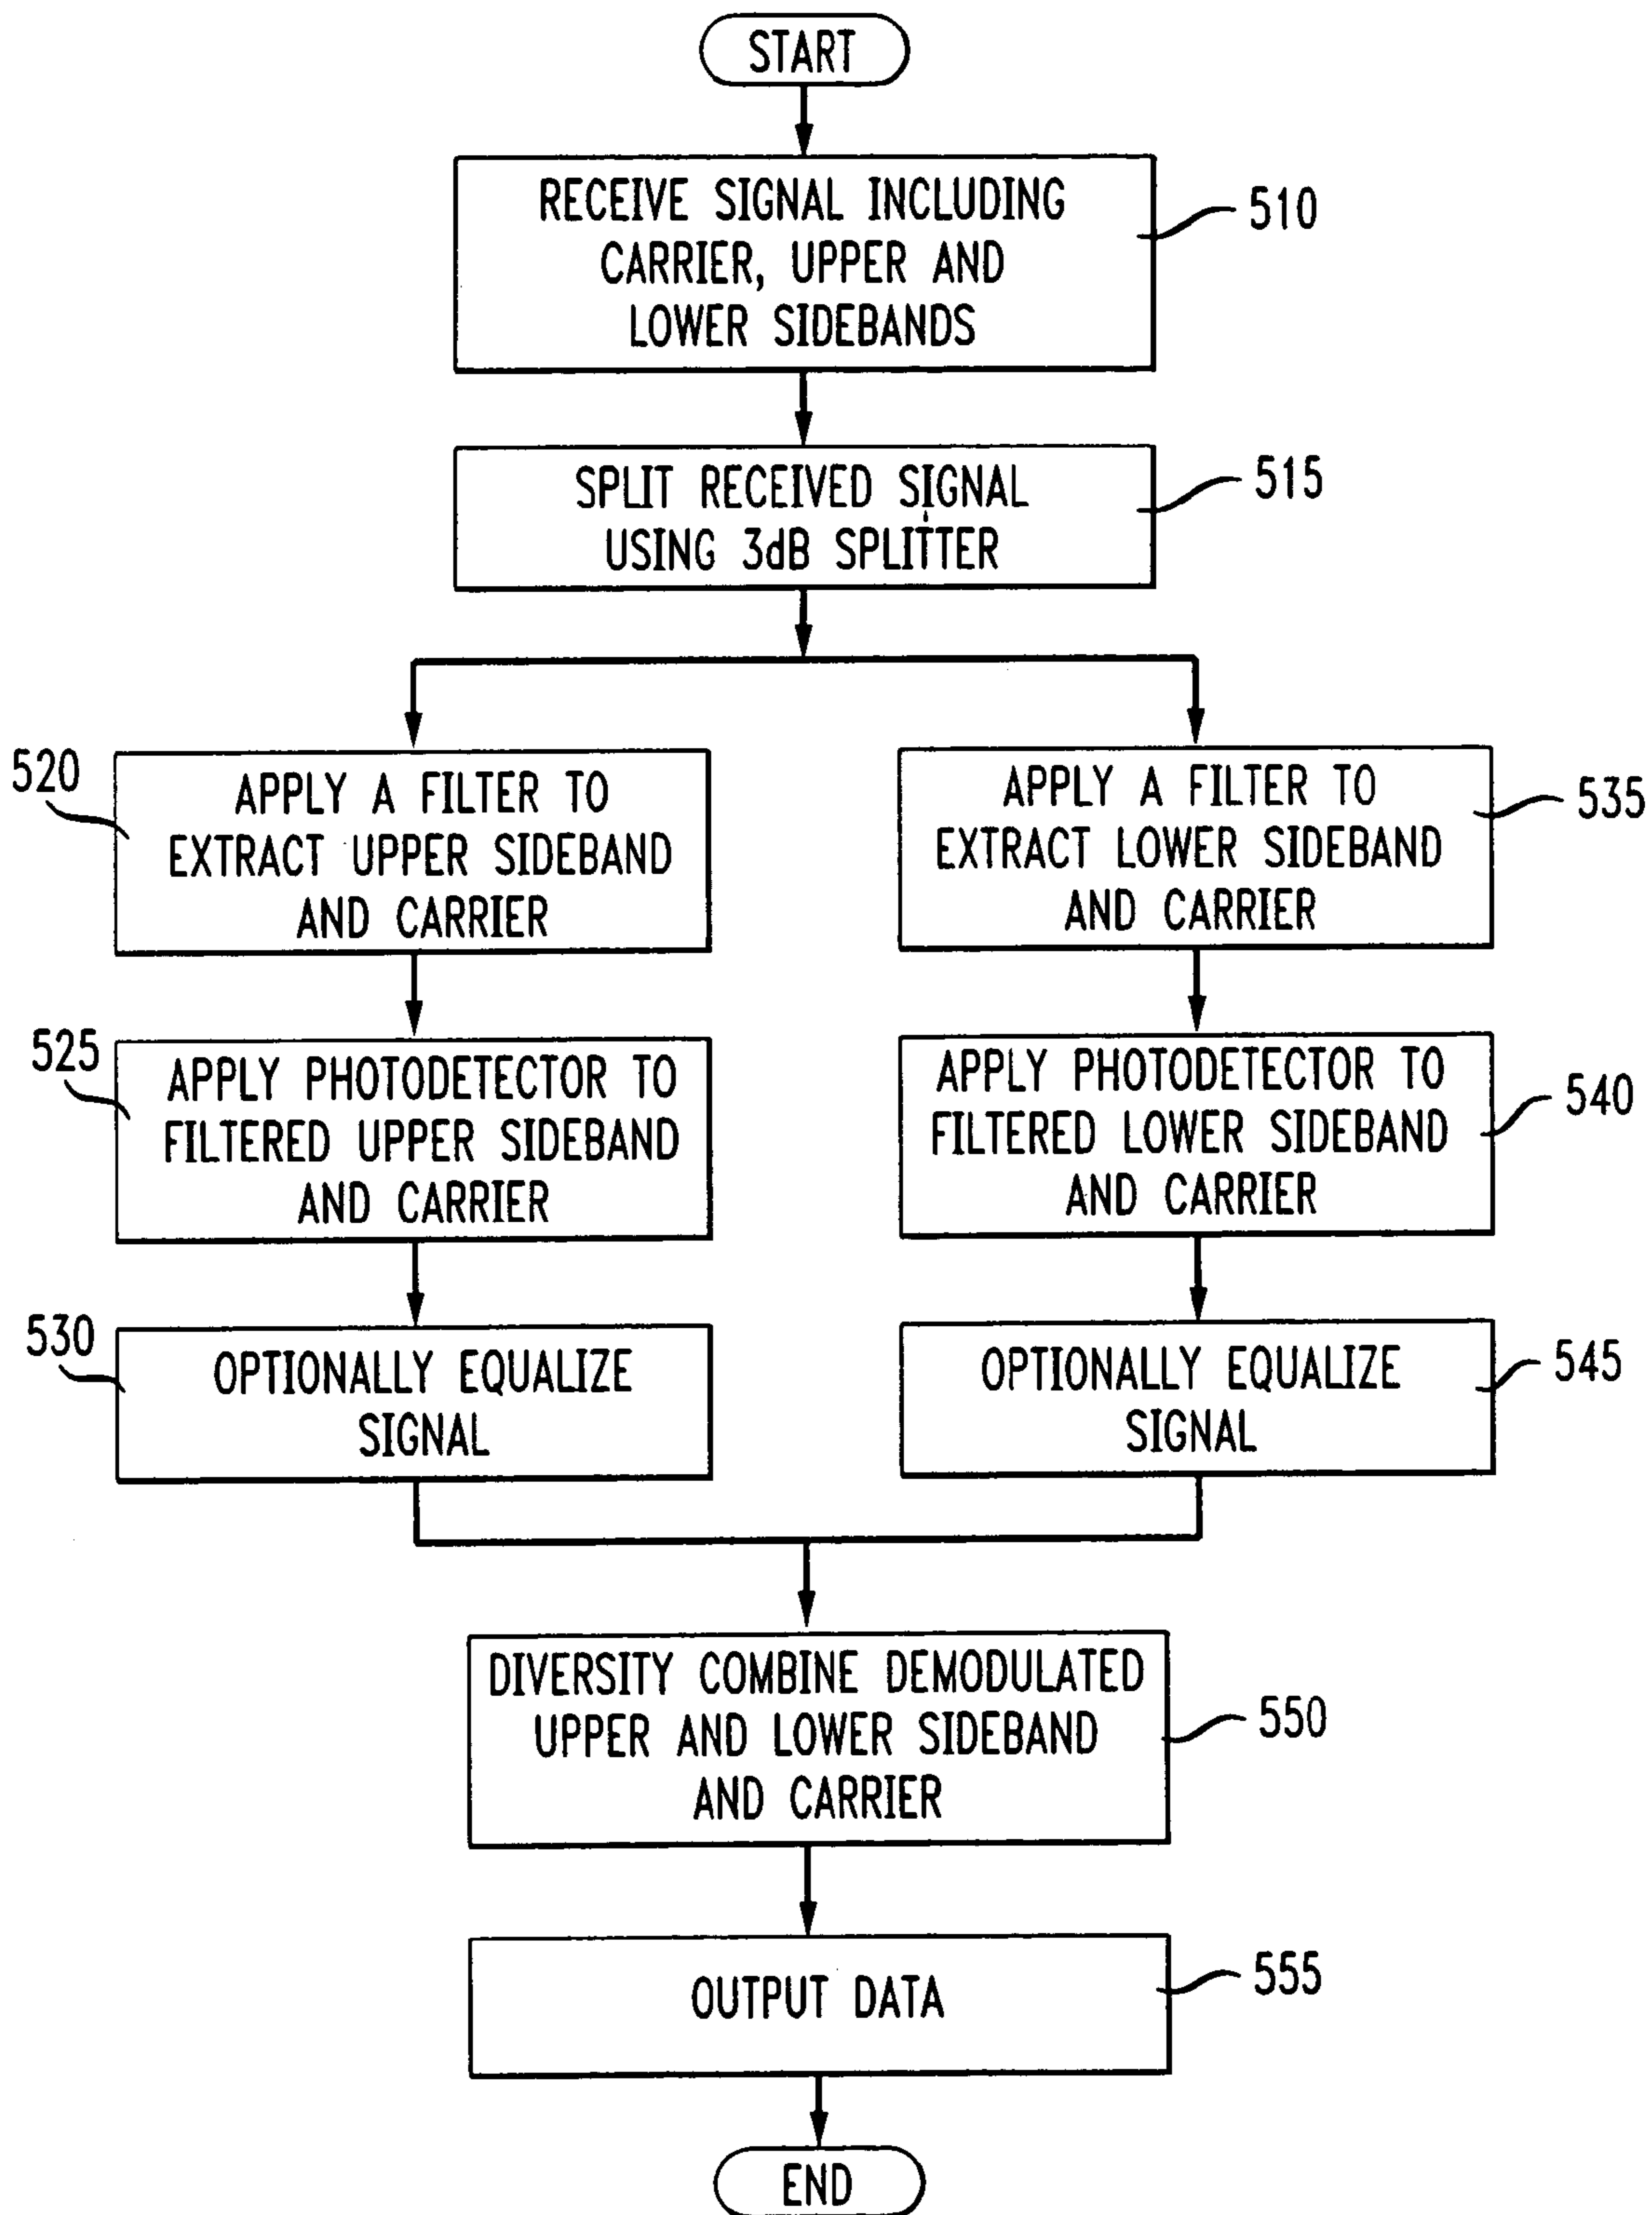 START
RECEIVE SIGNAL INCLUDING
CARRIER, UPPER AND
LOWER SIDEBANDS
510
SPLIT RECEIVED SIGNAL
USING 3dB SPLITTER
515
520
APPLY A FILTER TO
EXTRACT UPPER SIDEBAND
AND CARRIER
APPLY A FILTER TO
EXTRACT LOWER SIDEBAND
AND CARRIER
535
525
APPLY PHOTODETECTOR TO
FILTERED UPPER SIDEBAND
AND CARRIER
APPLY PHOTODETECTOR TO
FILTERED LOWER SIDEBAND
AND CARRIER
540
530
OPTIONALLY EQUALIZE
SIGNAL
OPTIONALLY EQUALIZE
SIGNAL
545
DIVERSITY COMBINE DEMODULATED
UPPER AND LOWER SIDEBAND
AND CARRIER
550
OUTPUT DATA
555
END